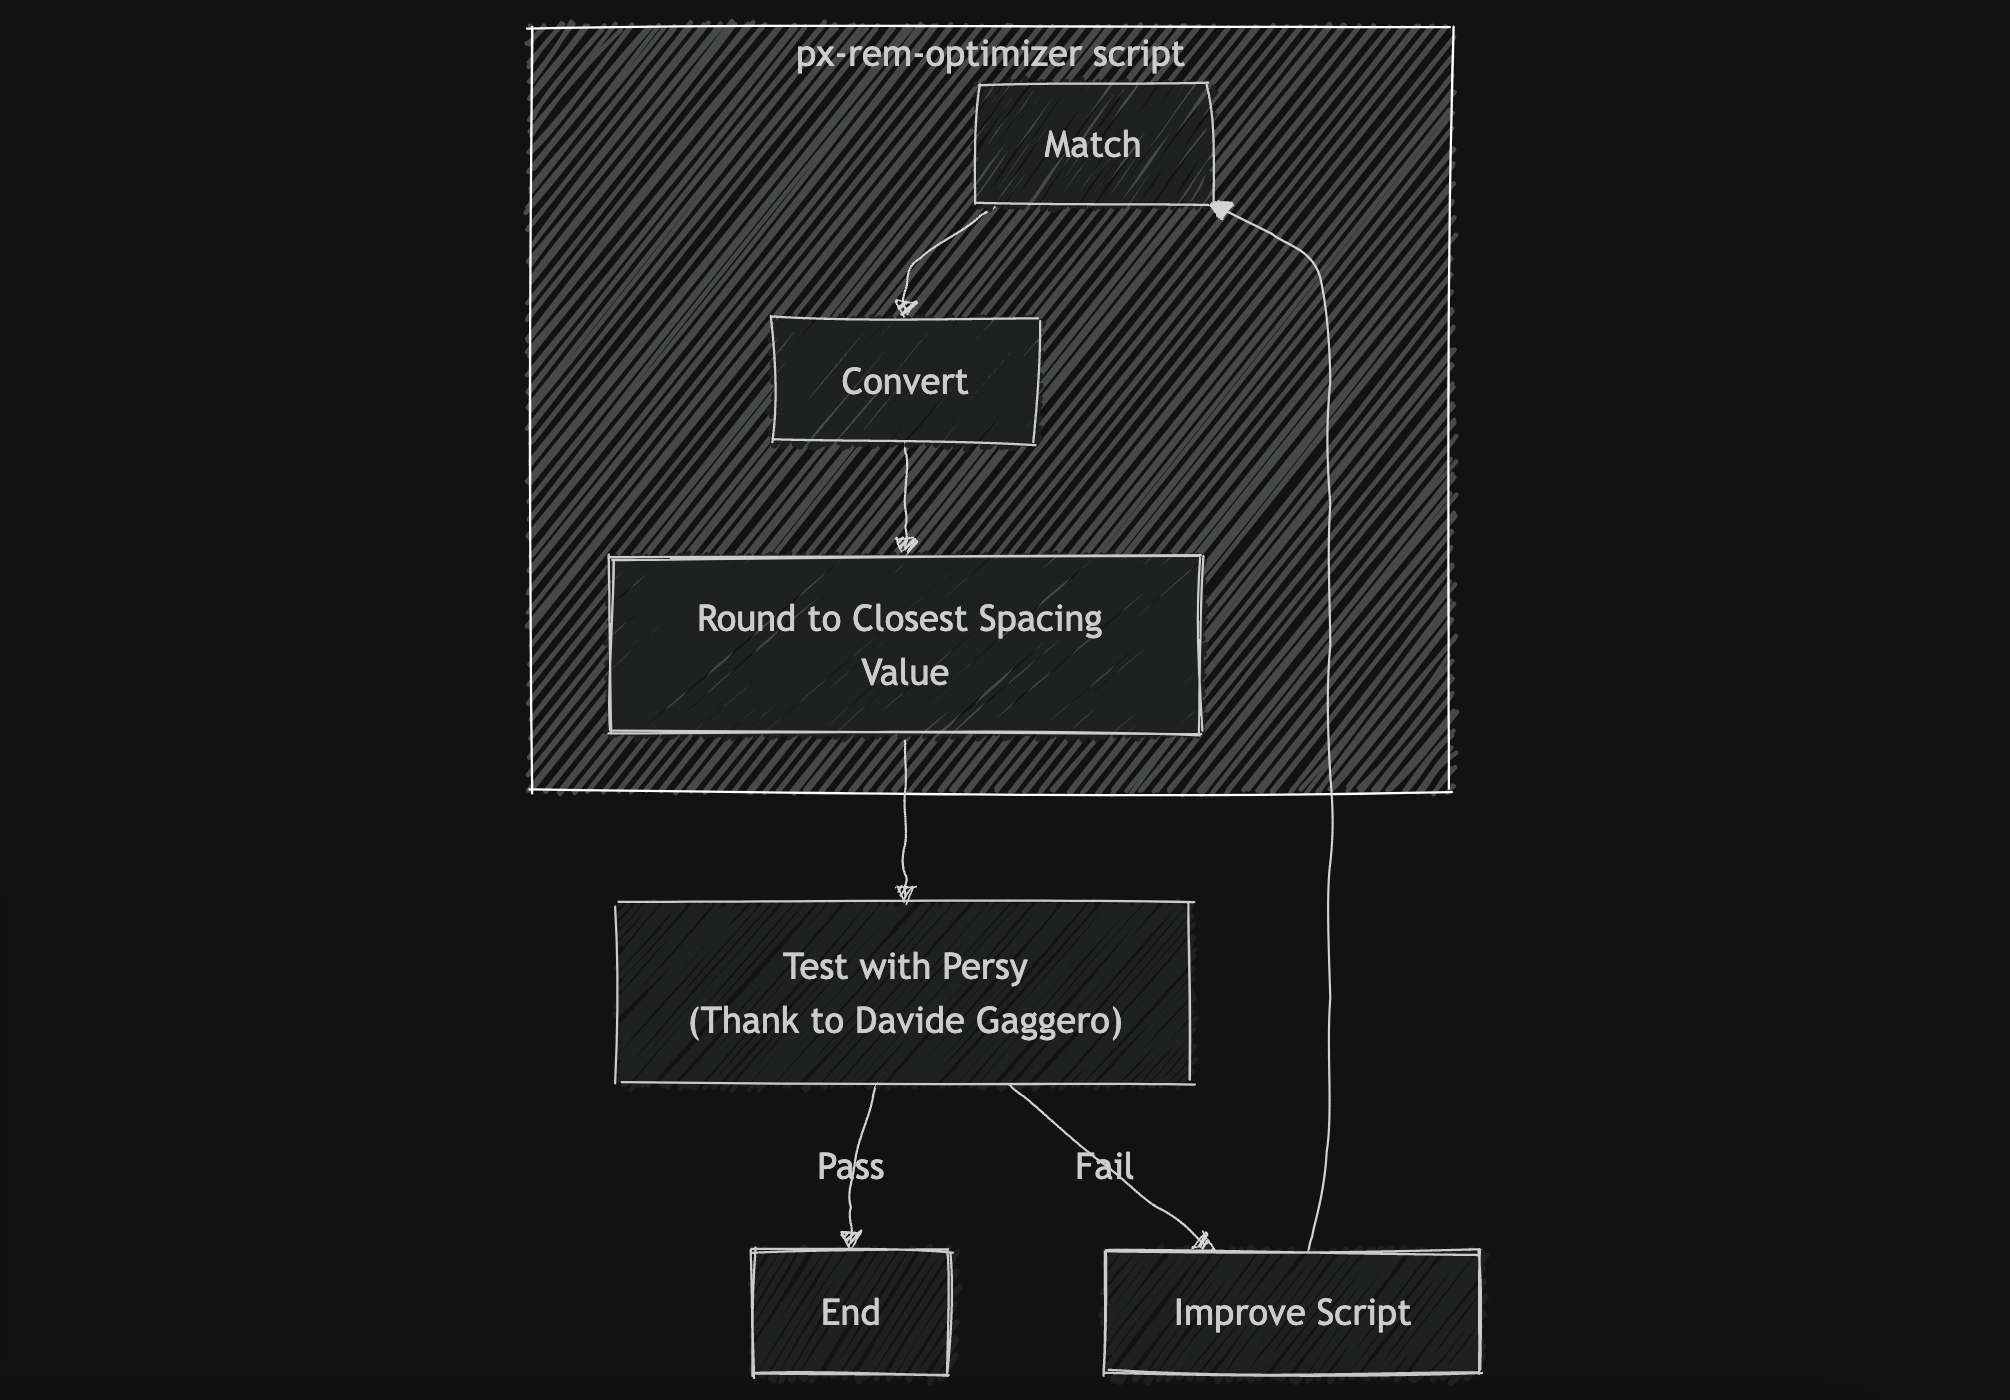 px-rem-optimizer script
Match
Convert
Round to Closest Spacing
Value
Test with Persy
(Thank to Davide Gaggero)
Pass
Fail
End
Improve Script